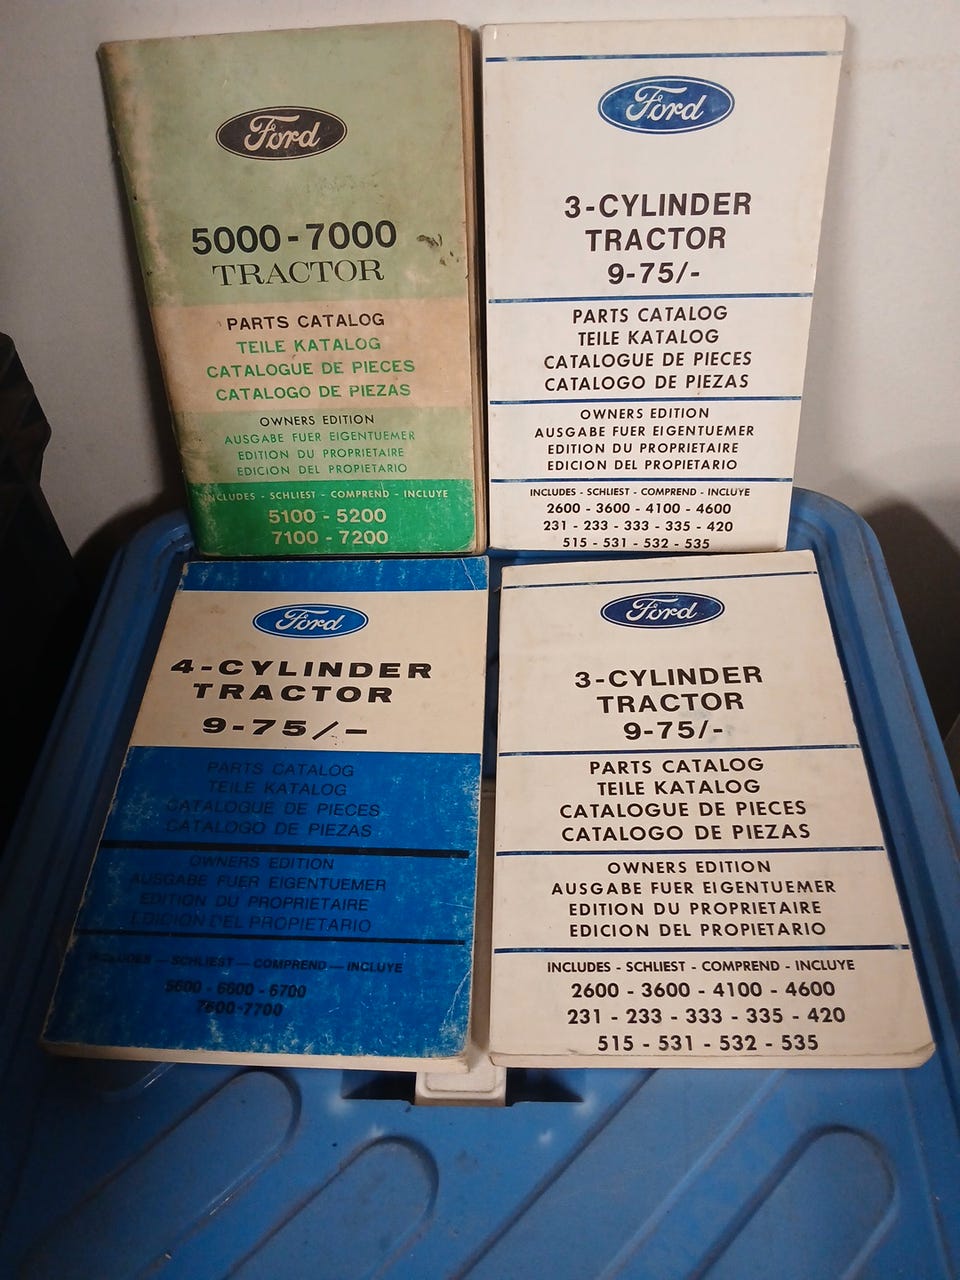 Ford
5000-7000
TRACTOR
PARTS CATALOG
TEILE KATALOG
CATALOGUE DE PIECES
CATALOGO DE PIEZAS
OWNERS EDITION
AUSGABE FUER EIGENTUEMER
EDITION DU PROPRIETAIRE
EDICION DEL PROPIETARIO
INCLUDES - SCHLIEST - COMPREND - INCLUYE
5100 - 5200
7100 - 7200
Ford
3-CYLINDER
TRACTOR
9-75/-
PARTS CATALOG
TEILE KATALOG
CATALOGUE DE PIECES
CATALOGO DE PIEZAS
OWNERS EDITION
AUSGABE FUER EIGENTUEMER
EDITION DU PROPRIETAIRE
EDICION DEL PROPIETARIO
INCLUDES - SCHLIEST - COMPREND - INCLUYE
2600 - 3600 - 4100 - 4600
231 - 233 - 333 - 335 - 420
515 - 531 - 532 - 535
Ford
4-CYLINDER
TRACTOR
9-75/-
PARTS CATALOG
TEILE KATALOG
CATALOGUE DE PIECES
CATALOGO DE PIEZAS
OWNERS EDITION
AUSGABE FUER EIGENTUEMER
EDITION DU PROPRIETAIRE
EDICION DEL PROPIETARIO
INCLUDES — SCHLIEST — COMPREND — INCLUYE
5600 - 6600 - 6700
7600-7700
Ford
3-CYLINDER
TRACTOR
9-75/-
PARTS CATALOG
TEILE KATALOG
CATALOGUE DE PIECES
CATALOGO DE PIEZAS
OWNERS EDITION
AUSGABE FUER EIGENTUEMER
EDITION DU PROPRIETAIRE
EDICION DEL PROPIETARIO
INCLUDES - SCHLIEST - COMPREND - INCLUYE
2600 - 3600 - 4100 - 4600
231 - 233 - 333 - 335 - 420
515 - 531 - 532 - 535